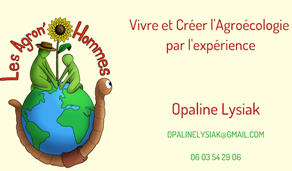 Les Agron'Hommes
Vivre et Créer l'Agroécologie
par l'expérience
Opaline Lysiak
OPALINELYSIAK@GMAIL.COM
06 03 54 29 06